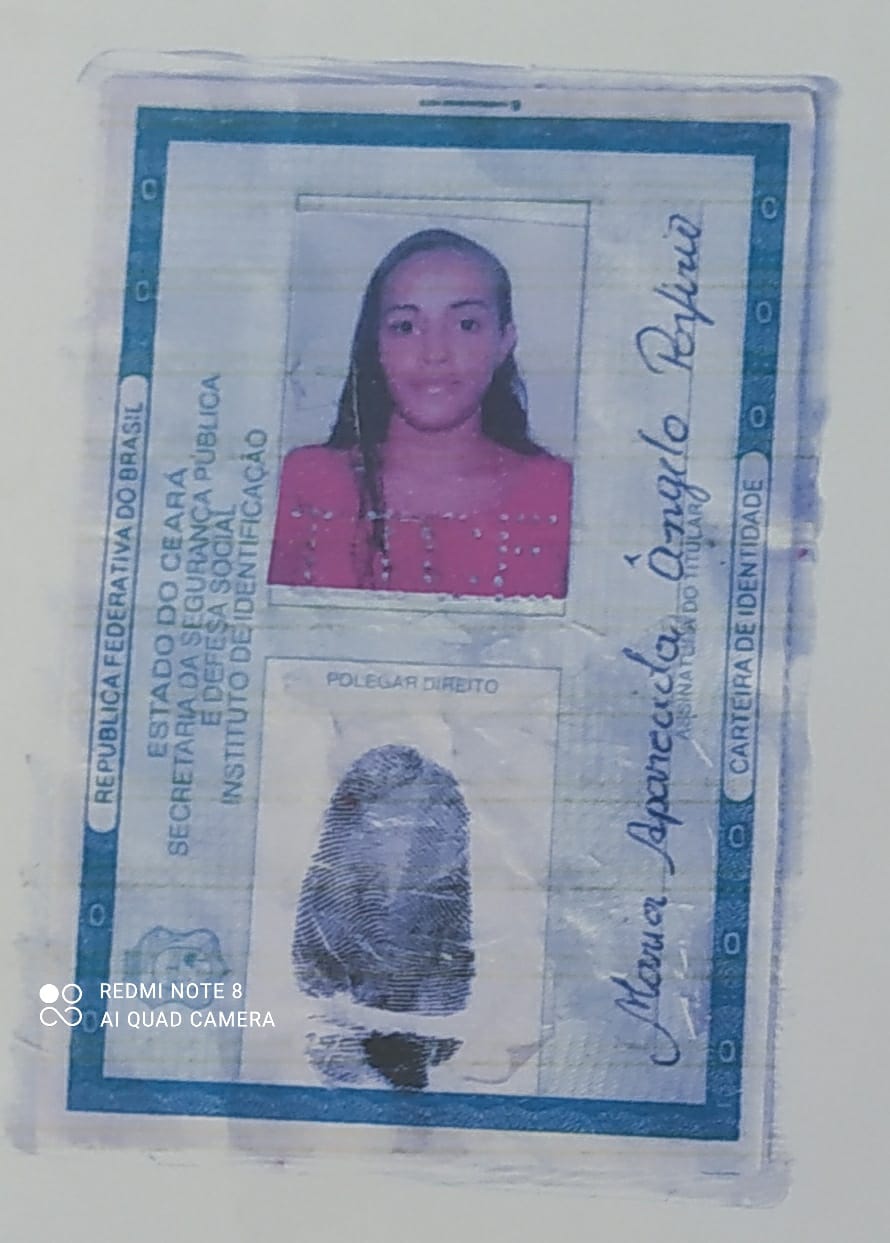 REPÚBLICA FEDERATIVA DO BRASIL
ESTADO DO CEARÁ
SECRETARIA DA SEGURANÇA PÚBLICA
E DEFESA SOCIAL
INSTITUTO DE IDENTIFICAÇÃO
POLEGAR DIREITO
Maria Aparecida Ângelo Porfirio
ASSINATURA DO TITULAR
CARTEIRA DE IDENTIDADE
REDMI NOTE 8
AI QUAD CAMERA